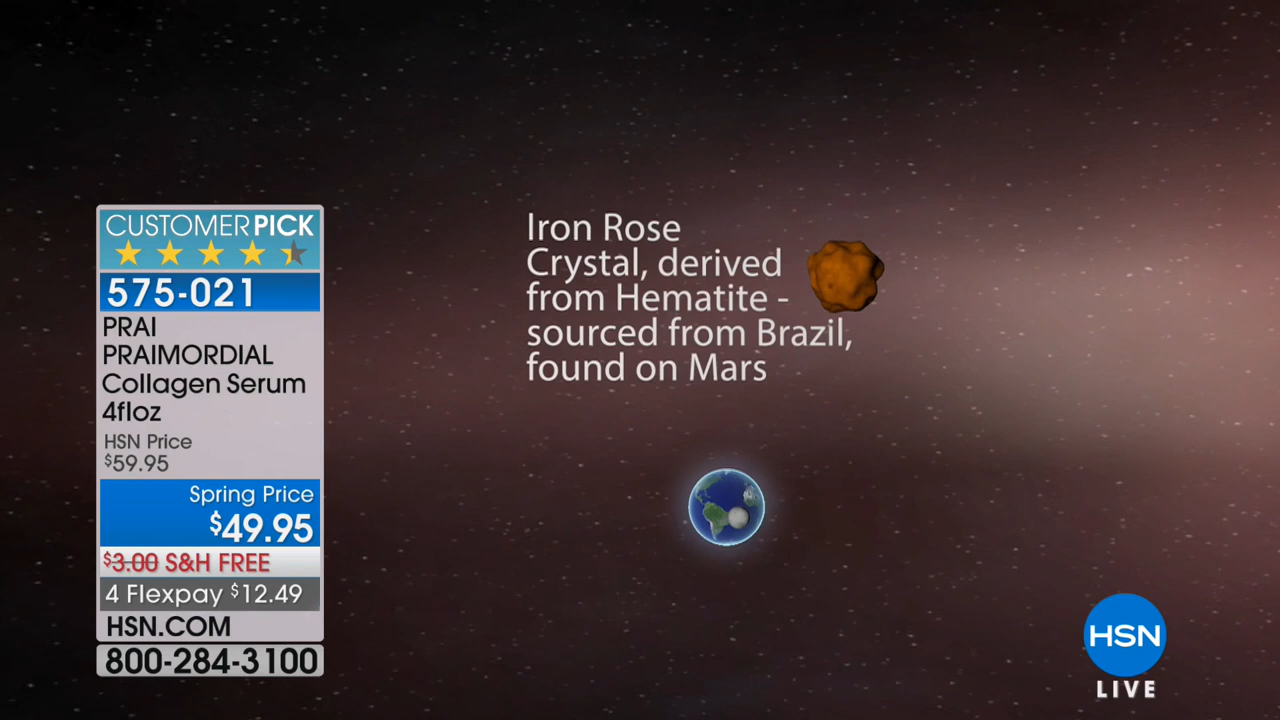 CUSTOMERPICK
575-021
PRAI
PRAIMORDIAL
Collagen Serum
4floz
HSN Price
$59.95
Spring Price
$49.95
$3.00 S&H FREE
4 Flexpay $12.49
HSN.COM
800-284-3100
Iron Rose
Crystal, derived
from Hematite -
sourced from Brazil,
found on Mars
HSN
LIVE